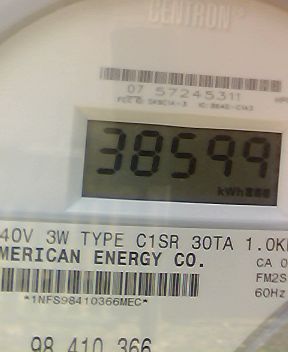 CENTRON®
07 57245311
38599
kWh
40V 3W TYPE C1SR 30TA 1.0K
MERICAN ENERGY CO.
CA 0
FM2S
60Hz
*1NFS98410366MEC*
98 410 366